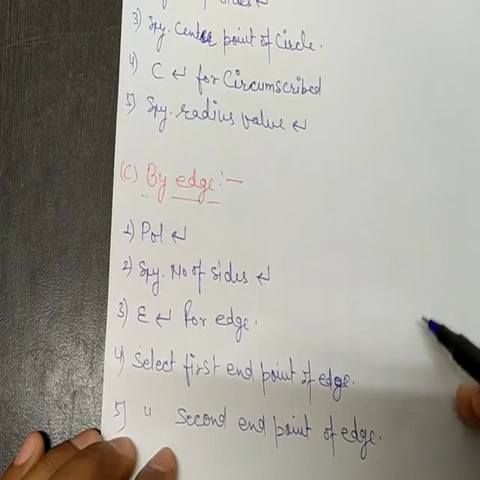 3) Spy. Centre point of Circle.
4) C ↵ for Circumscribed
5) Spy. radius value ↵
(C) By edge :-
1) Pol ↵
2) Spy. No of sides ↵
3) E ↵ for edge.
4) Select first end point of edge.
5) " Second end point of edge.